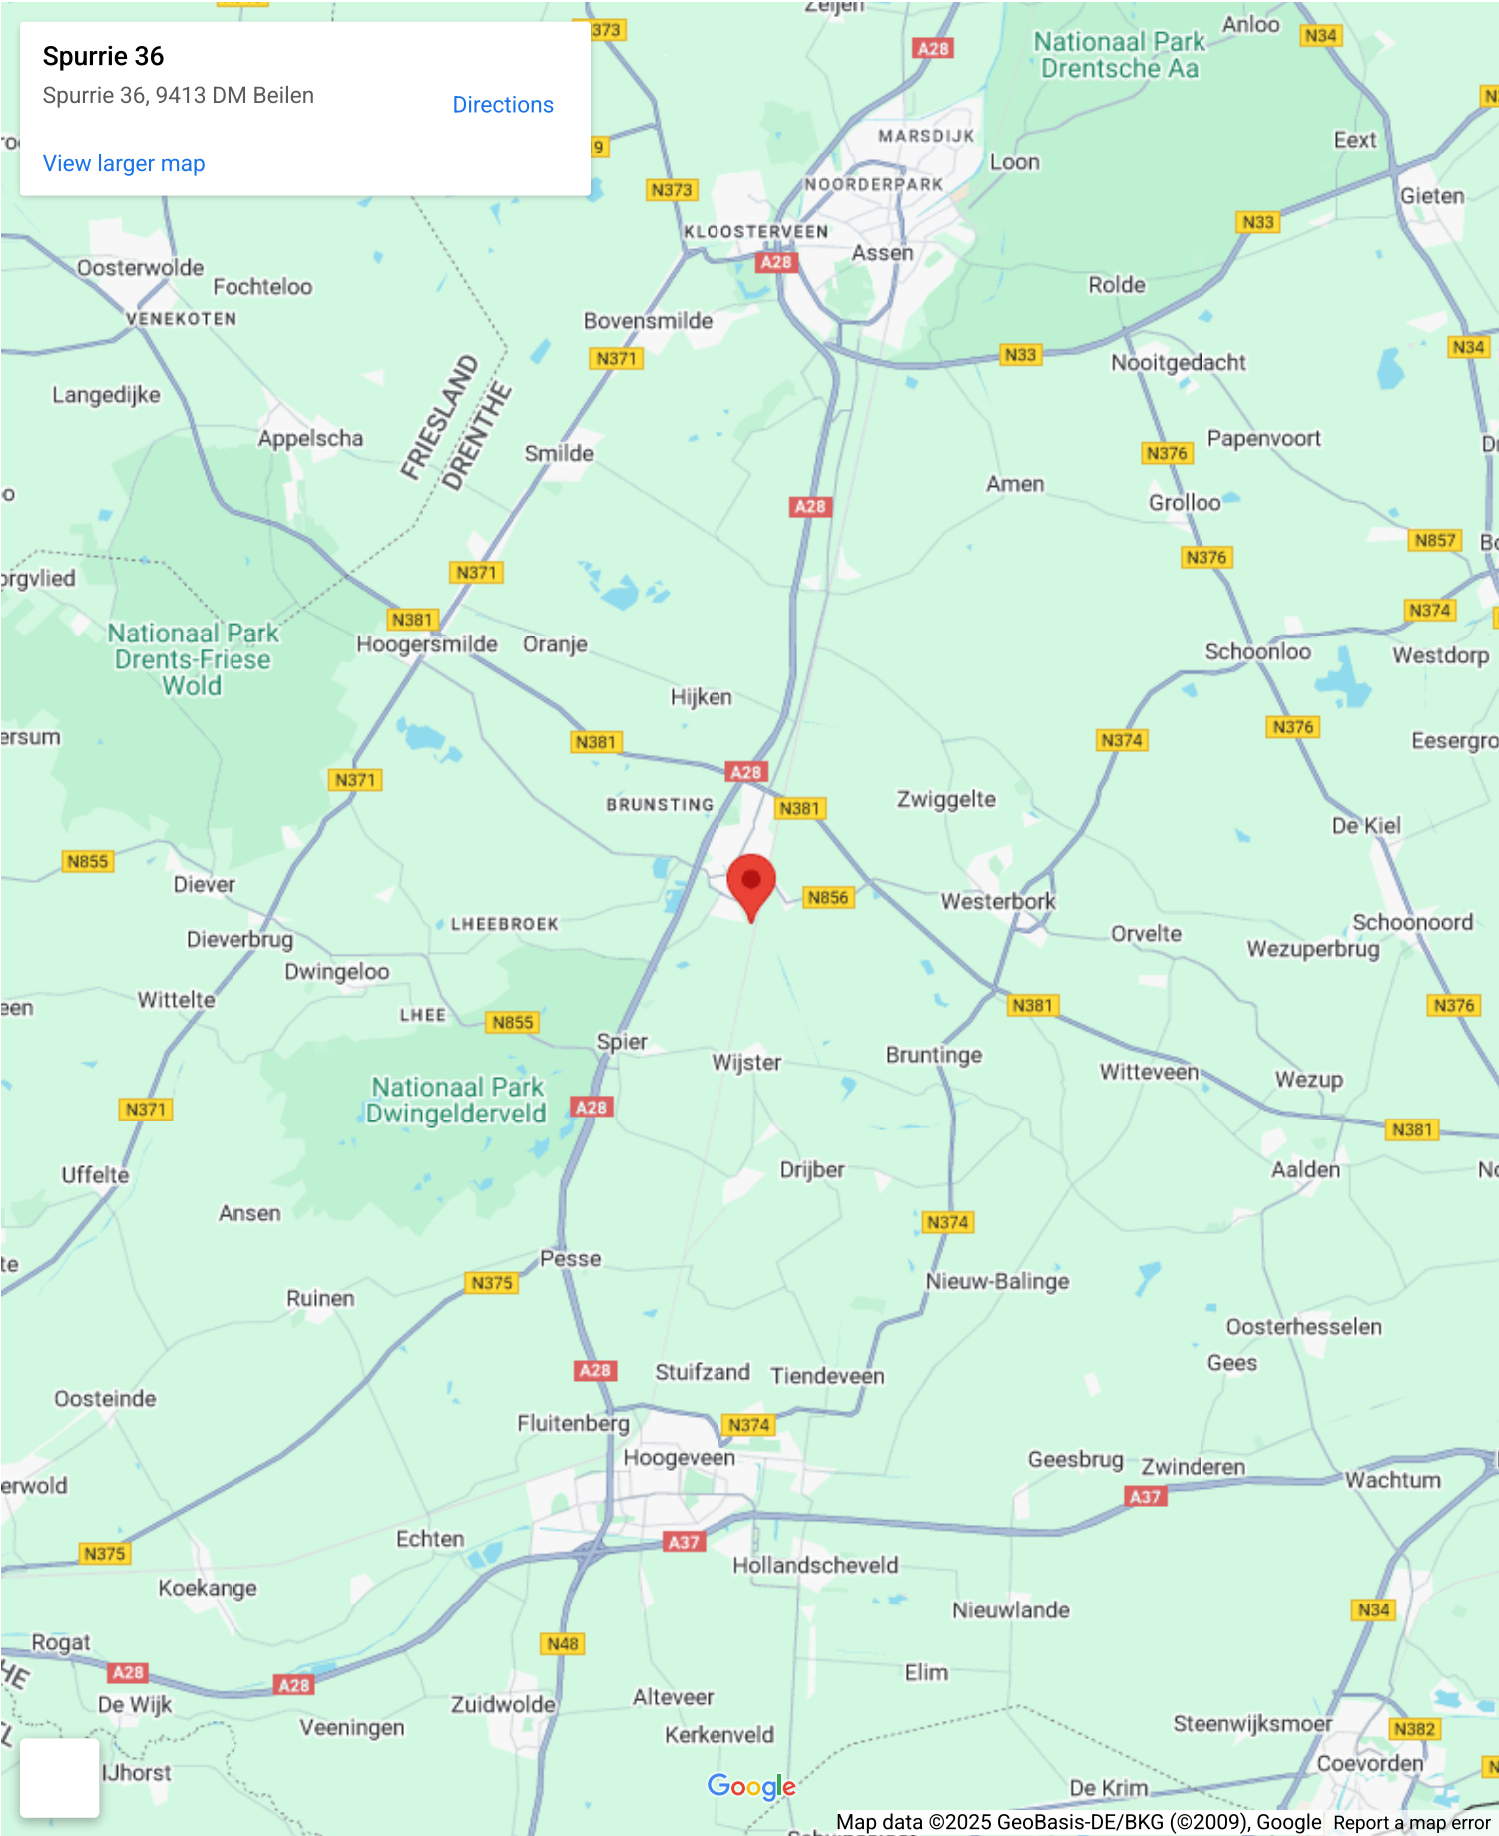 Spurrie 36
Spurrie 36, 9413 DM Beilen
Directions
View larger map
373
A28
Nationaal Park
Drentsche Aa
Anloo
N34
MARSDIJK
Loon
Eext
9
N373
NOORDERPARK
Gieten
KLOOSTERVEEN
N33
Assen
A28
Oosterwolde
Fochteloo
Rolde
VENEKOTEN
Bovensmilde
N371
N33
N34
Nooitgedacht
FRIESLAND
DRENTHE
Langedijke
Appelscha
Smilde
Papenvoort
N376
Amen
Grolloo
A28
N857
N376
N371
orgvlied
N374
N381
Nationaal Park
Drents-Friese
Wold
Hoogersmilde
Oranje
Schoonloo
Westdorp
Hijken
ersum
N381
N374
N376
Eesergro
N371
A28
BRUNSTING
N381
Zwiggelte
De Kiel
N855
Diever
N856
Westerbork
LHEEBROEK
Schoonoord
Dieverbrug
Orvelte
Wezuperbrug
Dwingeloo
Wittelte
een
LHEE
N855
N381
N376
Spier
Wijster
Bruntinge
Witteveen
Wezup
Nationaal Park
Dwingelderveld
N371
A28
N381
Uffelte
Drijber
Aalden
Ansen
N374
te
Pesse
N375
Nieuw-Balinge
Ruinen
Oosterhesselen
Gees
A28
Stuifzand
Tiendeveen
Oosteinde
Fluitenberg
N374
Hoogeveen
Geesbrug
Zwinderen
erwold
Wachtum
A37
Echten
A37
N375
Hollandscheveld
Koekange
Nieuwlande
N34
Rogat
N48
A28
A28
Elim
De Wijk
Zuidwolde
Alteveer
Veeningen
Kerkenveld
Steenwijksmoer
N382
IJhorst
Coevorden
Google
De Krim
Map data ©2025 GeoBasis-DE/BKG (©2009), Google
Report a map error